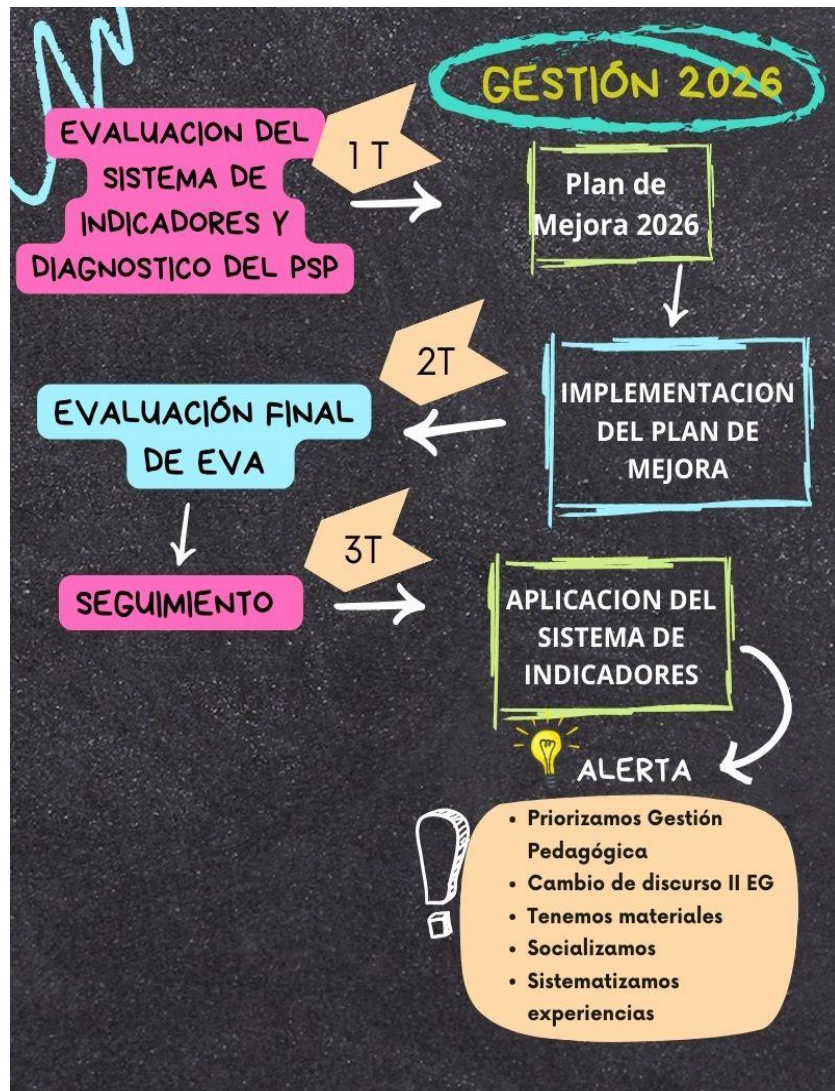 GESTIÓN 2026
EVALUACION DEL
SISTEMA DE
INDICADORES Y
DIAGNOSTICO DEL PSP
1 T
Plan de
Mejora 2026
IMPLEMENTACION
DEL PLAN DE
MEJORA
2T
EVALUACIÓN FINAL
DE EVA
SEGUIMIENTO
3T
APLICACION DEL
SISTEMA DE
INDICADORES
ALERTA
• Priorizamos Gestión
Pedagógica
• Cambio de discurso II EG
• Tenemos materiales
• Socializamos
• Sistematizamos
experiencias